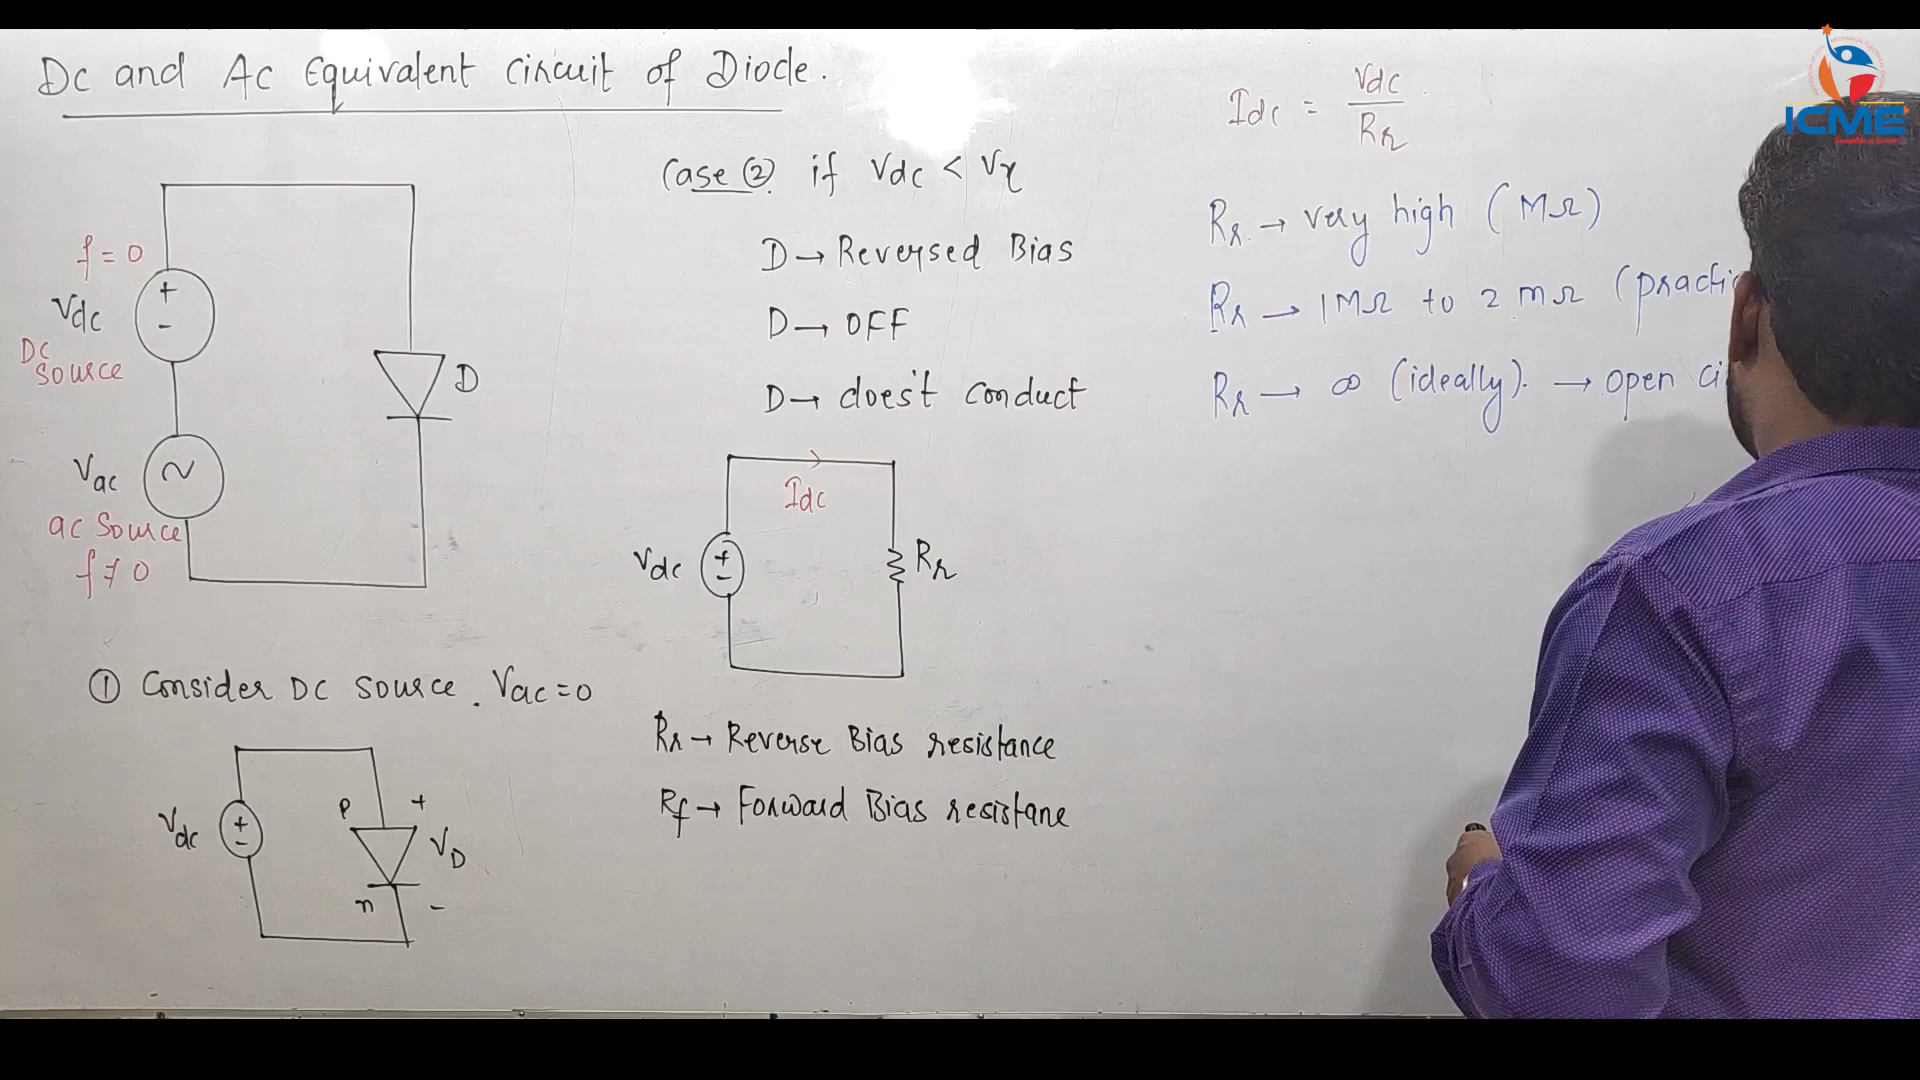 Dc and Ac Equivalent Circuit of Diode.
f = 0
Vdc
+
-
DC
Source
D
Vac
~
ac Source
f ≠ 0
① Consider DC Source. Vac = 0
Vdc
+
-
P
+
VD
n
-
Case ② if Vdc < Vγ
D → Reversed Bias
D → OFF
D → does't conduct
Idc
Vdc
+
-
Rr
Rr → Reverse Bias resistance
Rf → Forward Bias resistane
Idc = Vdc / Rr
Rr → very high (MΩ)
Rr → 1MΩ to 2 mΩ
Rr → ∞ (ideally). → open
ICME